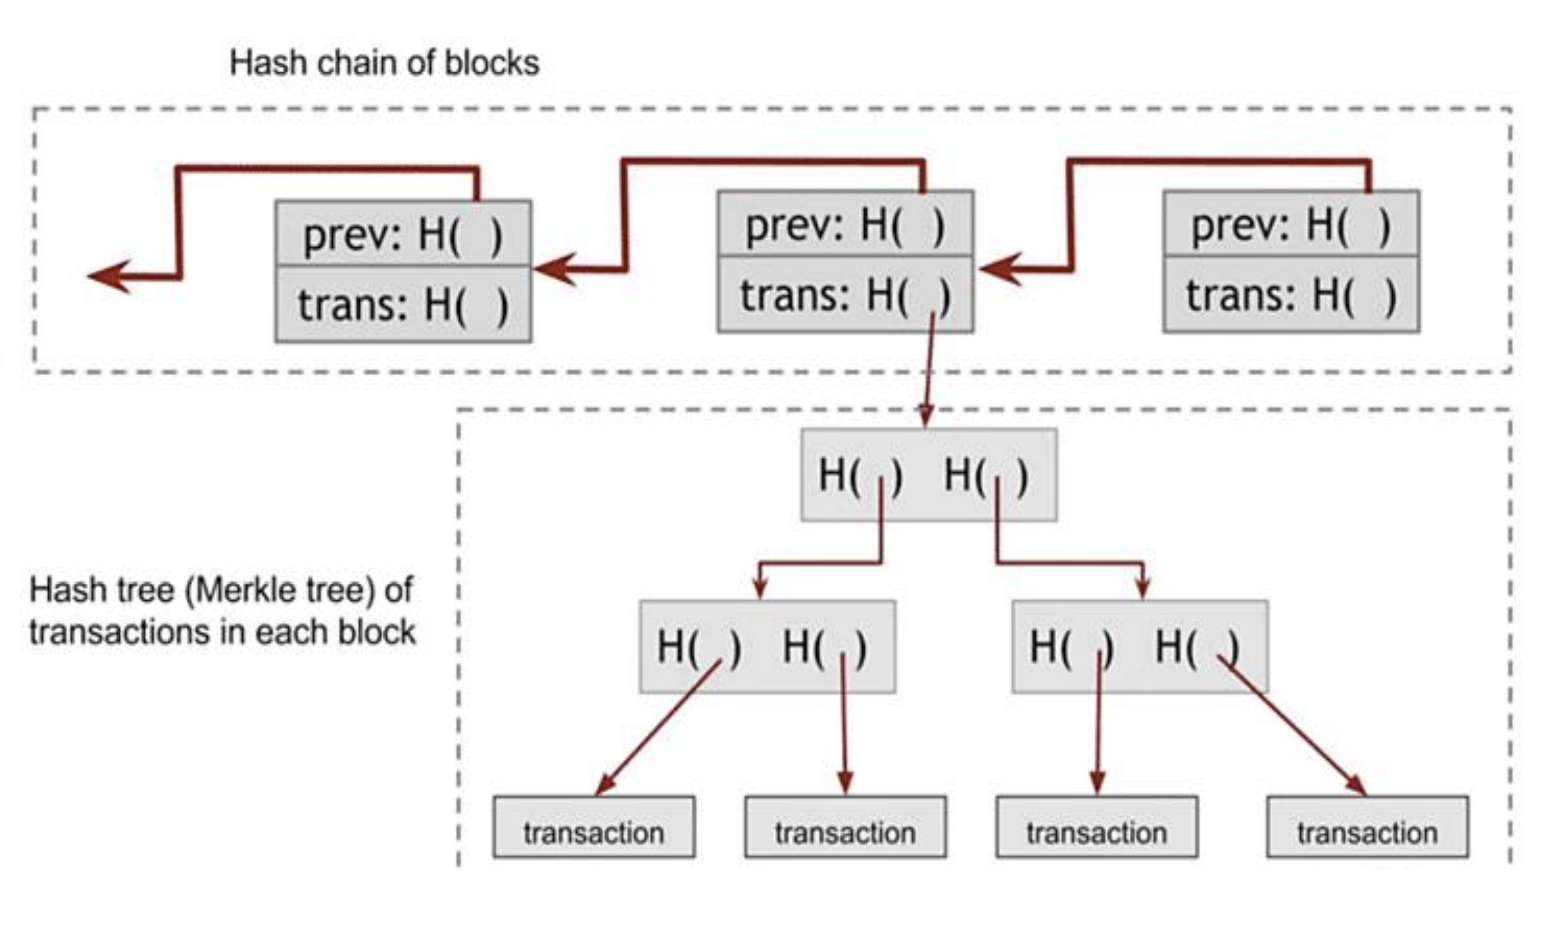 Hash chain of blocks
prev: H( )
trans: H( )
prev: H( )
trans: H( )
prev: H( )
trans: H( )
H( ) H( )
Hash tree (Merkle tree) of
transactions in each block
H( ) H( )
H( ) H( )
transaction
transaction
transaction
transaction